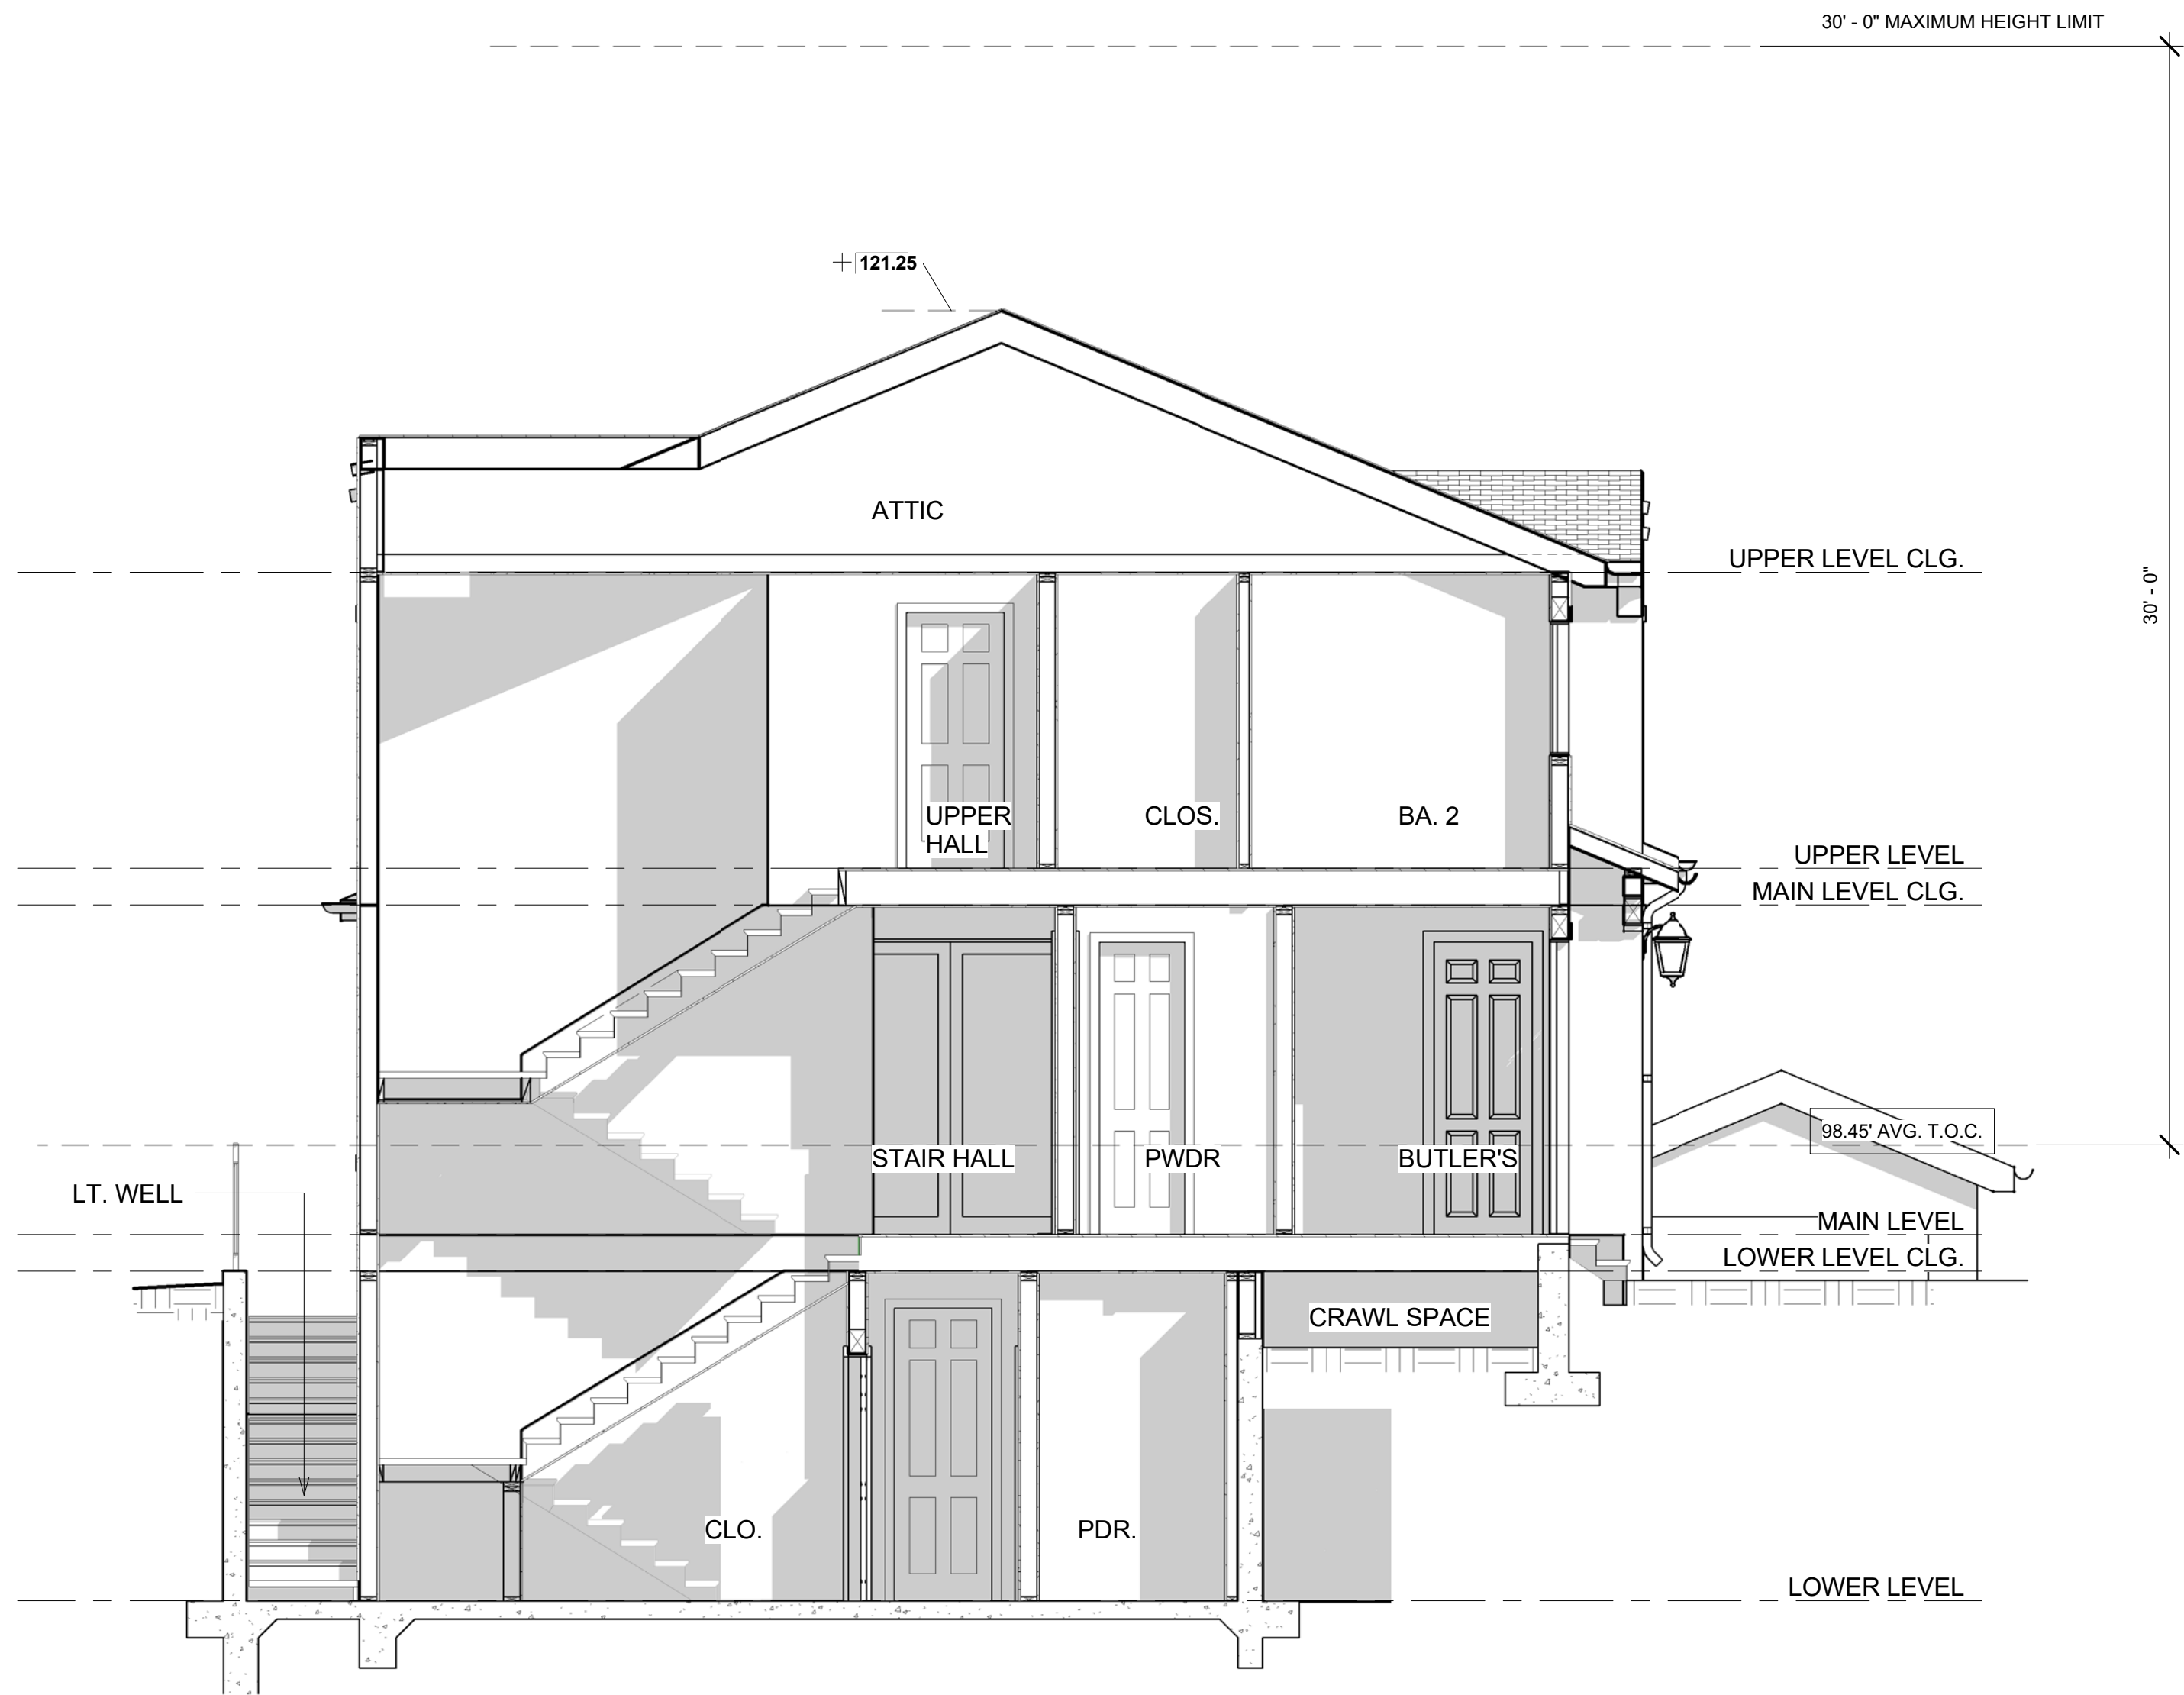 30' - 0" MAXIMUM HEIGHT LIMIT
121.25
ATTIC
UPPER LEVEL CLG.
30' - 0"
UPPER
HALL
CLOS.
BA. 2
UPPER LEVEL
MAIN LEVEL CLG.
98.45' AVG. T.O.C.
STAIR HALL
PWDR
BUTLER'S
LT. WELL
MAIN LEVEL
LOWER LEVEL CLG.
CRAWL SPACE
CLO.
PDR.
LOWER LEVEL